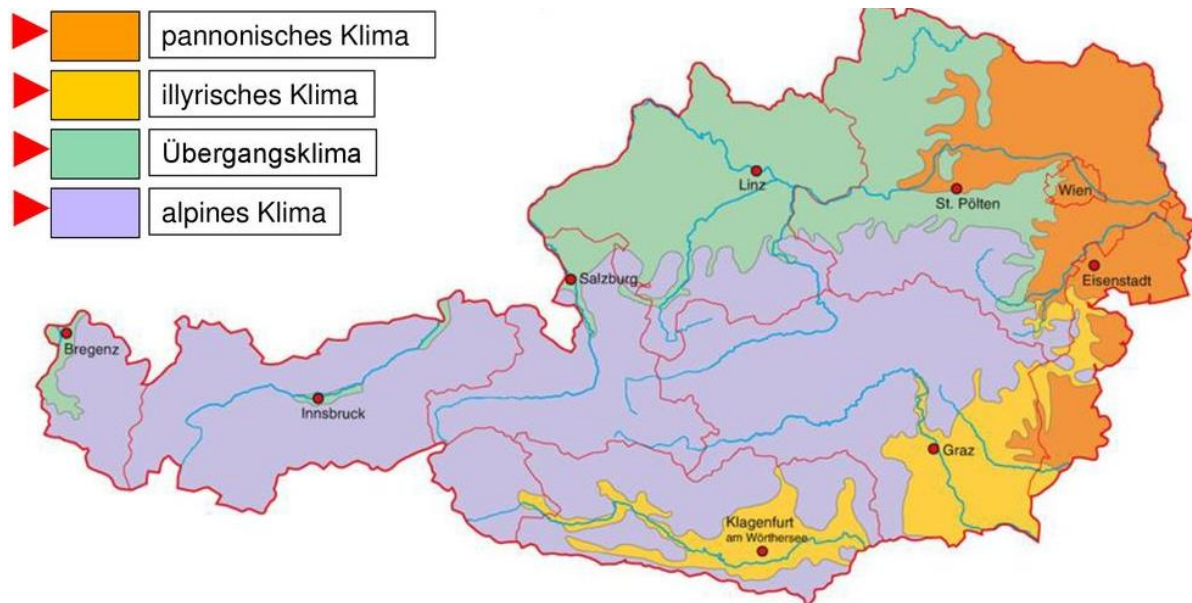 pannonisches Klima
illyrisches Klima
Übergangsklima
alpines Klima
Linz
St. Pölten
Wien
Salzburg
Eisenstadt
Bregenz
Innsbruck
Graz
Klagenfurt
am Wörthersee